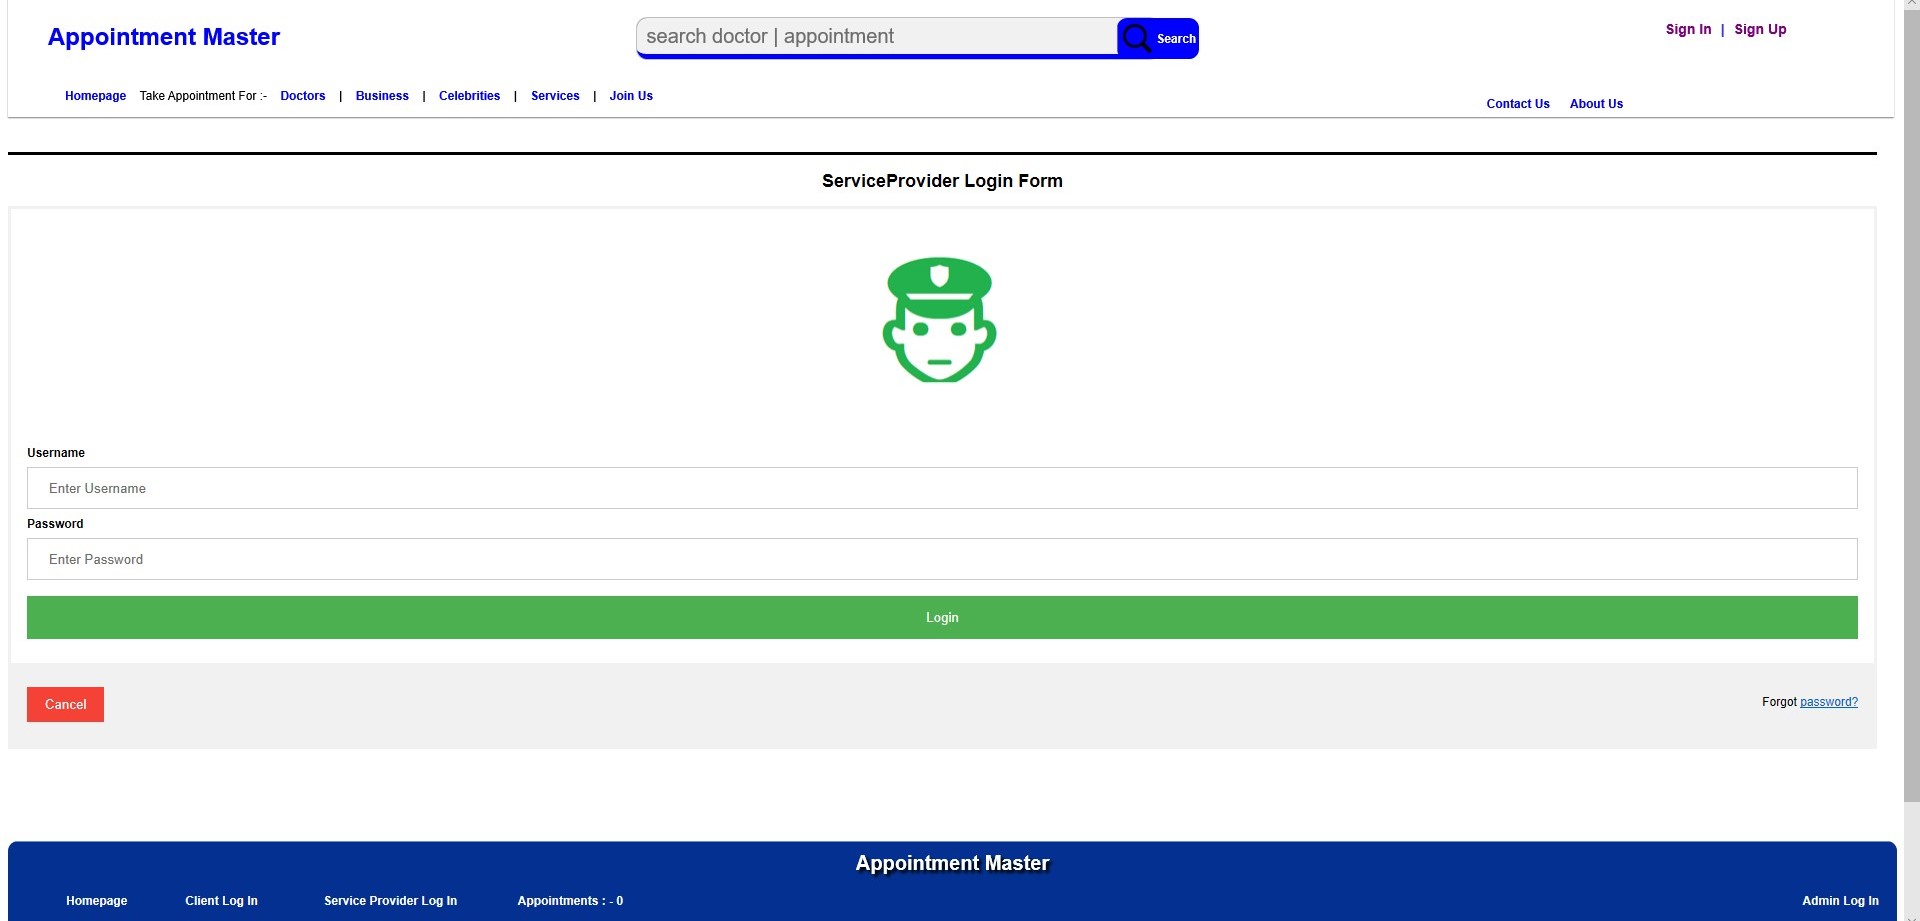 Appointment Master
search doctor | appointment
Search
Sign In | Sign Up
Homepage Take Appointment For :- Doctors | Business | Celebrities | Services | Join Us
Contact Us About Us
ServiceProvider Login Form
Username
Enter Username
Password
Enter Password
Login
Cancel
Forgot password?
Appointment Master
Homepage Client Log In Service Provider Log In Appointments : - 0 Admin Log In